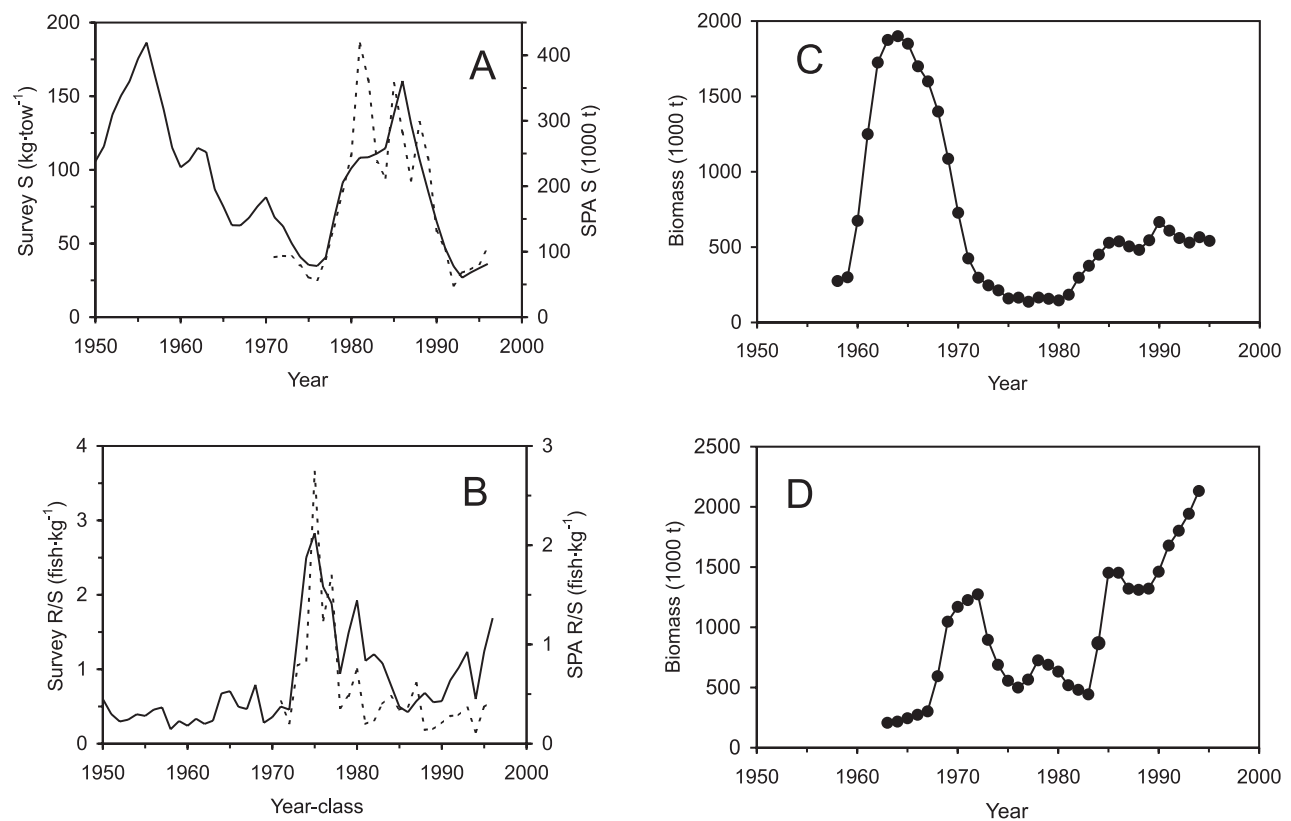 A
Survey S (kg·tow⁻¹)
200
150
100
50
0
SPA S (1000 t)
400
300
200
100
0
1950 1960 1970 1980 1990 2000
Year
C
Biomass (1000 t)
2000
1500
1000
500
0
1950 1960 1970 1980 1990 2000
Year
B
Survey R/S (fish·kg⁻¹)
4
3
2
1
0
SPA R/S (fish·kg⁻¹)
3
2
1
0
1950 1960 1970 1980 1990 2000
Year-class
D
Biomass (1000 t)
2500
2000
1500
1000
500
0
1950 1960 1970 1980 1990 2000
Year